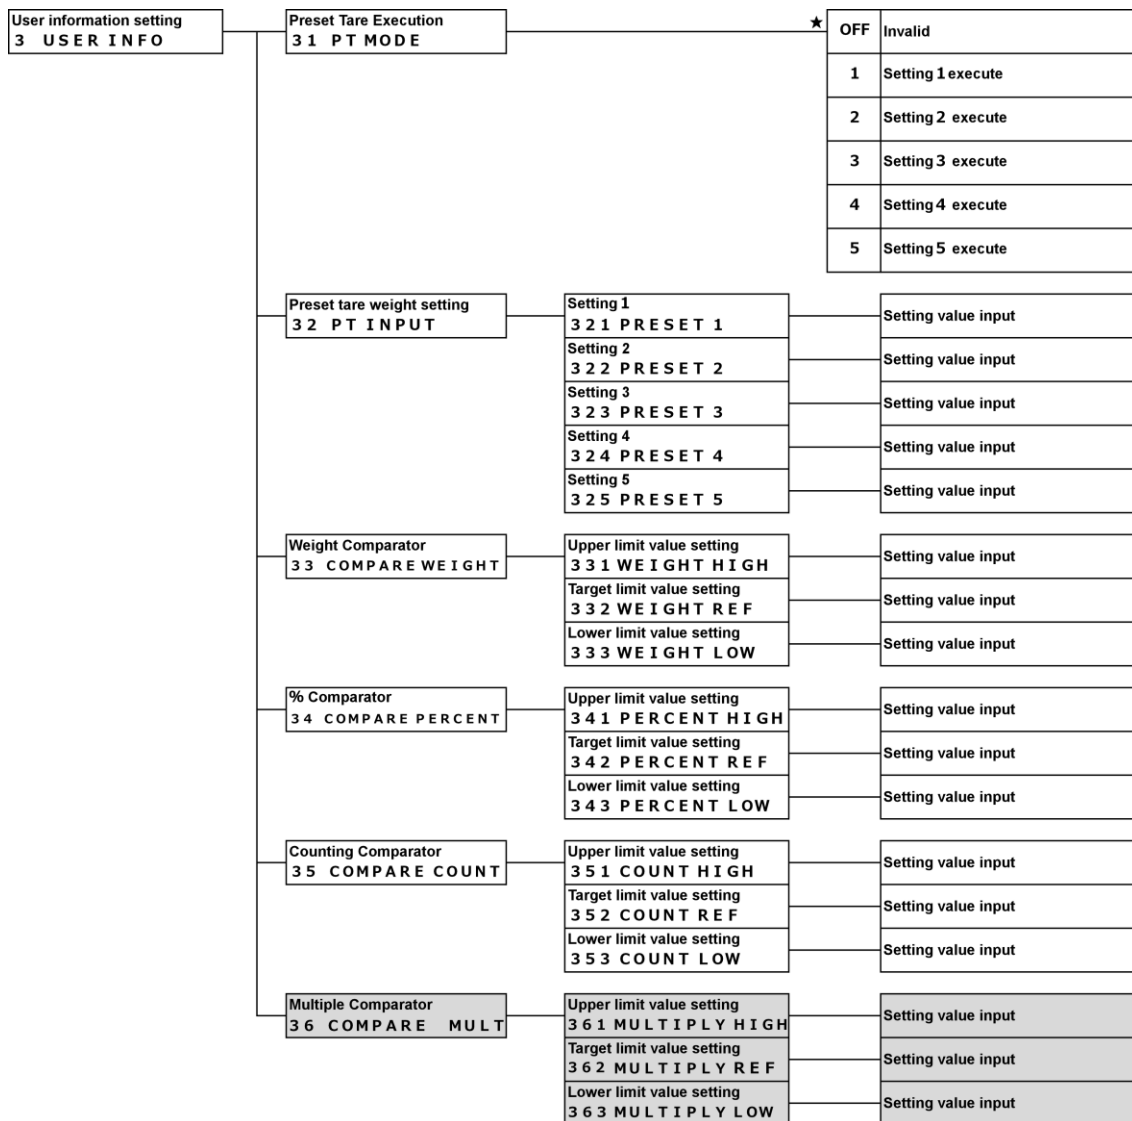 User information setting
3 USER INFO
Preset Tare Execution
31 PT MODE
★
OFF Invalid
1 Setting 1 execute
2 Setting 2 execute
3 Setting 3 execute
4 Setting 4 execute
5 Setting 5 execute
Preset tare weight setting
32 PT INPUT
Setting 1
321 PRESET 1
Setting value input
Setting 2
322 PRESET 2
Setting value input
Setting 3
323 PRESET 3
Setting value input
Setting 4
324 PRESET 4
Setting value input
Setting 5
325 PRESET 5
Setting value input
Weight Comparator
33 COMPARE WEIGHT
Upper limit value setting
331 WEIGHT HIGH
Setting value input
Target limit value setting
332 WEIGHT REF
Setting value input
Lower limit value setting
333 WEIGHT LOW
Setting value input
% Comparator
34 COMPARE PERCENT
Upper limit value setting
341 PERCENT HIGH
Setting value input
Target limit value setting
342 PERCENT REF
Setting value input
Lower limit value setting
343 PERCENT LOW
Setting value input
Counting Comparator
35 COMPARE COUNT
Upper limit value setting
351 COUNT HIGH
Setting value input
Target limit value setting
352 COUNT REF
Setting value input
Lower limit value setting
353 COUNT LOW
Setting value input
Multiple Comparator
36 COMPARE MULT
Upper limit value setting
361 MULTIPLY HIGH
Setting value input
Target limit value setting
362 MULTIPLY REF
Setting value input
Lower limit value setting
363 MULTIPLY LOW
Setting value input